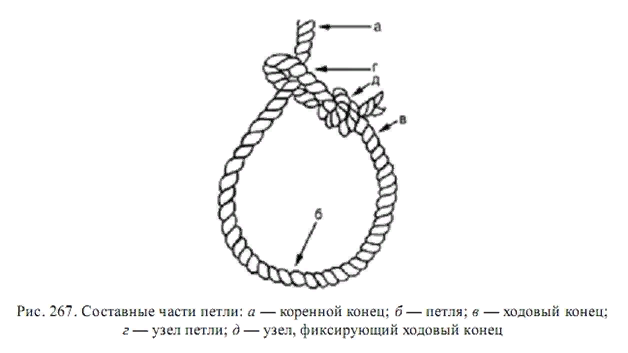 а
г
д
в
б
Рис. 267. Составные части петли: а — коренной конец; б — петля; в — ходовый конец;
г — узел петли; д — узел, фиксирующий ходовый конец